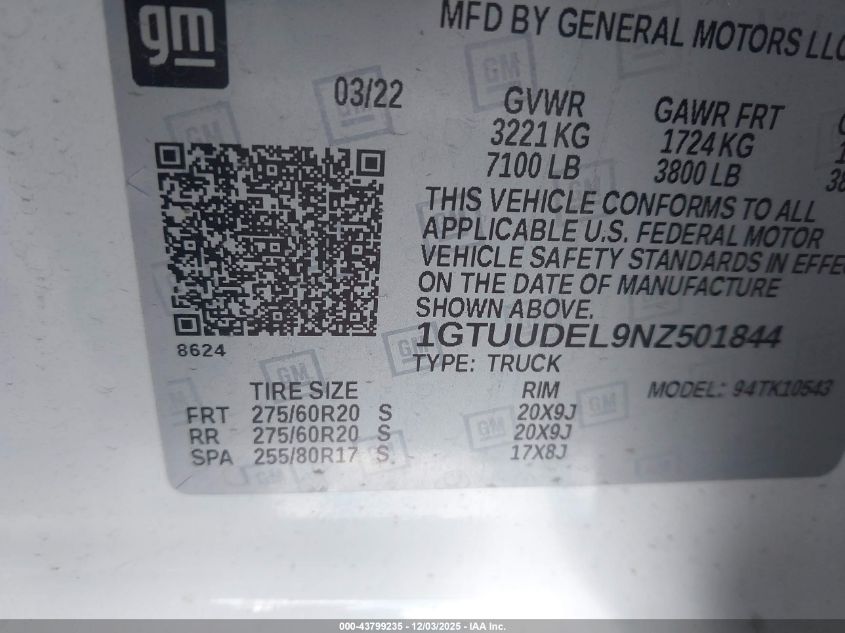 gm
MFD BY GENERAL MOTORS LLC
03/22
GVWR GAWR FRT
3221 KG 1724 KG
7100 LB 3800 LB
THIS VEHICLE CONFORMS TO ALL
APPLICABLE U.S. FEDERAL MOTOR
VEHICLE SAFETY STANDARDS IN EFFE
ON THE DATE OF MANUFACTURE
SHOWN ABOVE.
1GTUUDEL9NZ501844
8624
TYPE: TRUCK
TIRE SIZE RIM MODEL: 94TK10543
FRT 275/60R20 S 20X9J
RR 275/60R20 S 20X9J
SPA 255/80R17 S 17X8J
000-43799235 - 12/03/2025 - IAA Inc.